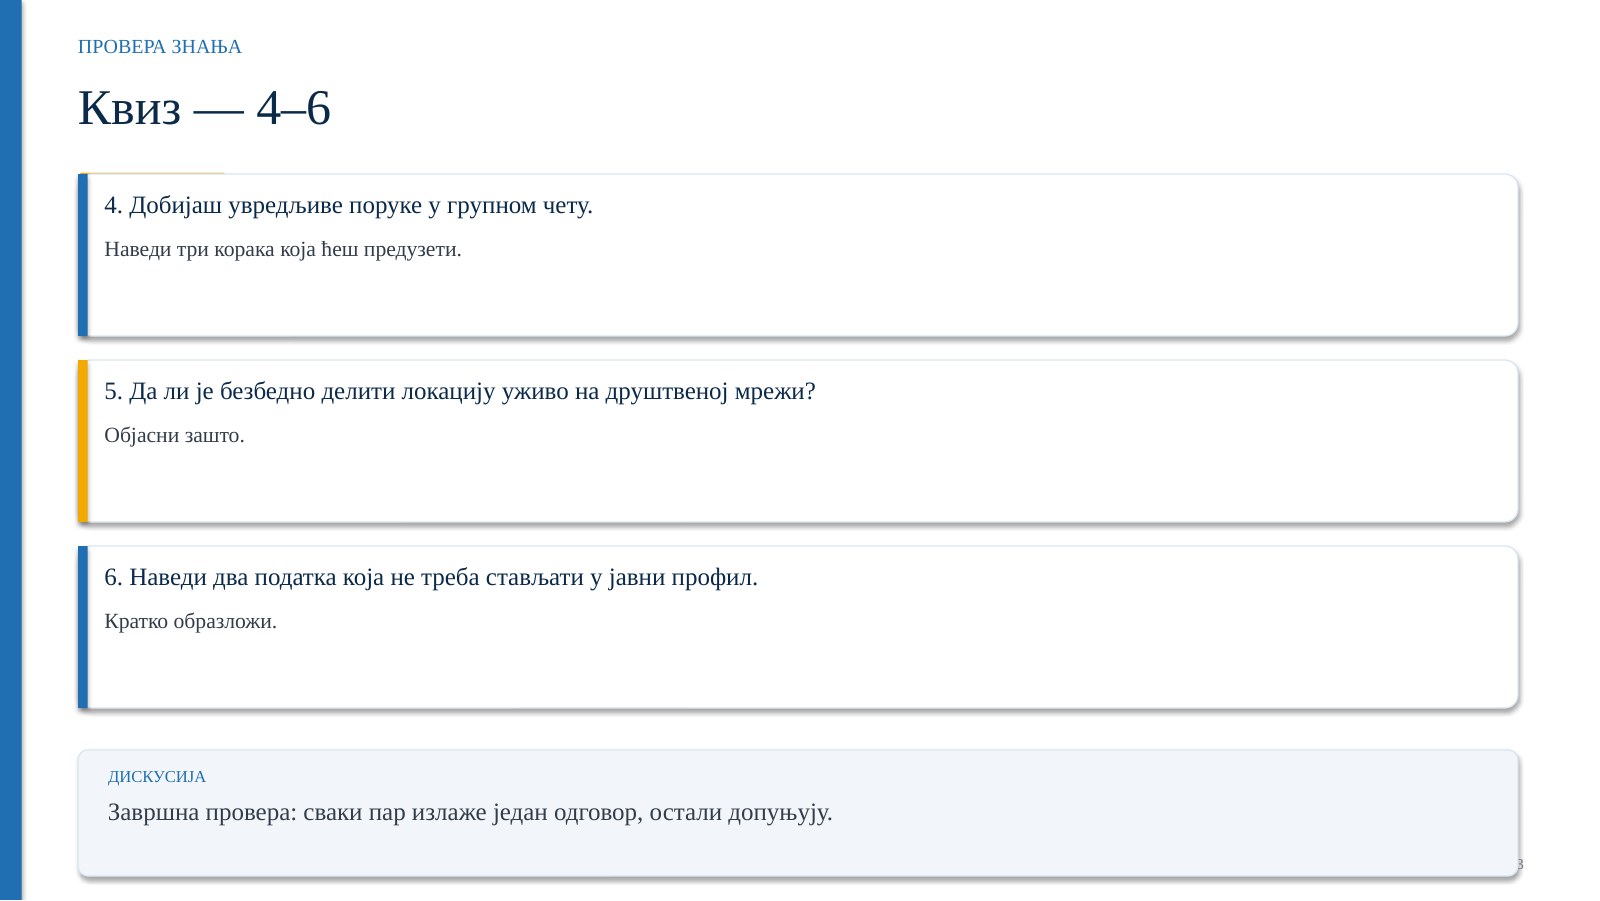 ПРОВЕРА ЗНАЊА
Квиз — 4–6
4. Добијаш увредљиве поруке у групном чету.
Наведи три корака која ћеш предузети.
5. Да ли је безбедно делити локацију уживо на друштвеној мрежи?
Објасни зашто.
6. Наведи два податка која не треба стављати у јавни профил.
Кратко образложи.
ДИСКУСИЈА
Завршна провера: сваки пар излаже један одговор, остали допуњују.